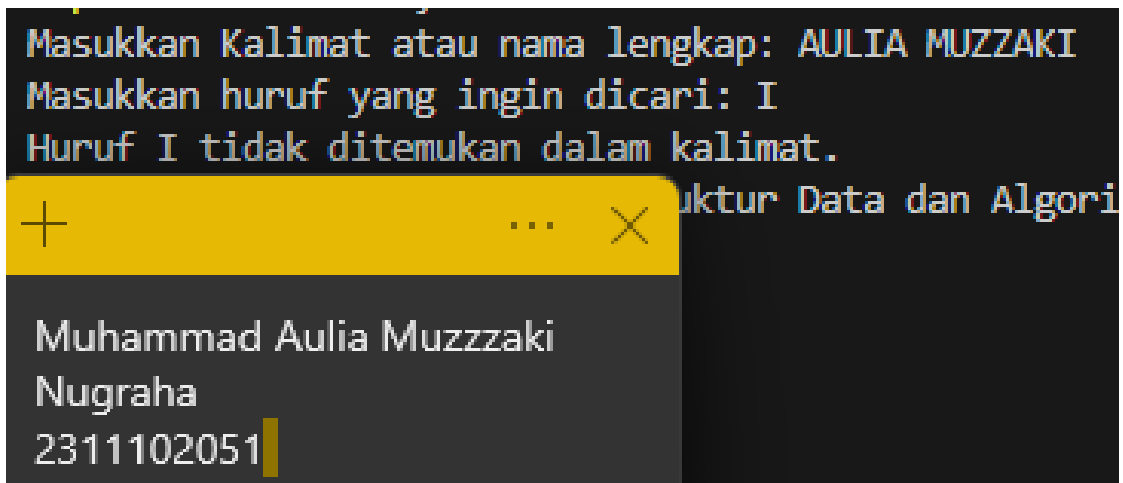 Masukkan Kalimat atau nama lengkap: AULIA MUZZAKI
Masukkan huruf yang ingin dicari: I
Huruf I tidak ditemukan dalam kalimat.
Data dan Algori
Muhammad Aulia Muzzzaki
Nugraha
2311102051